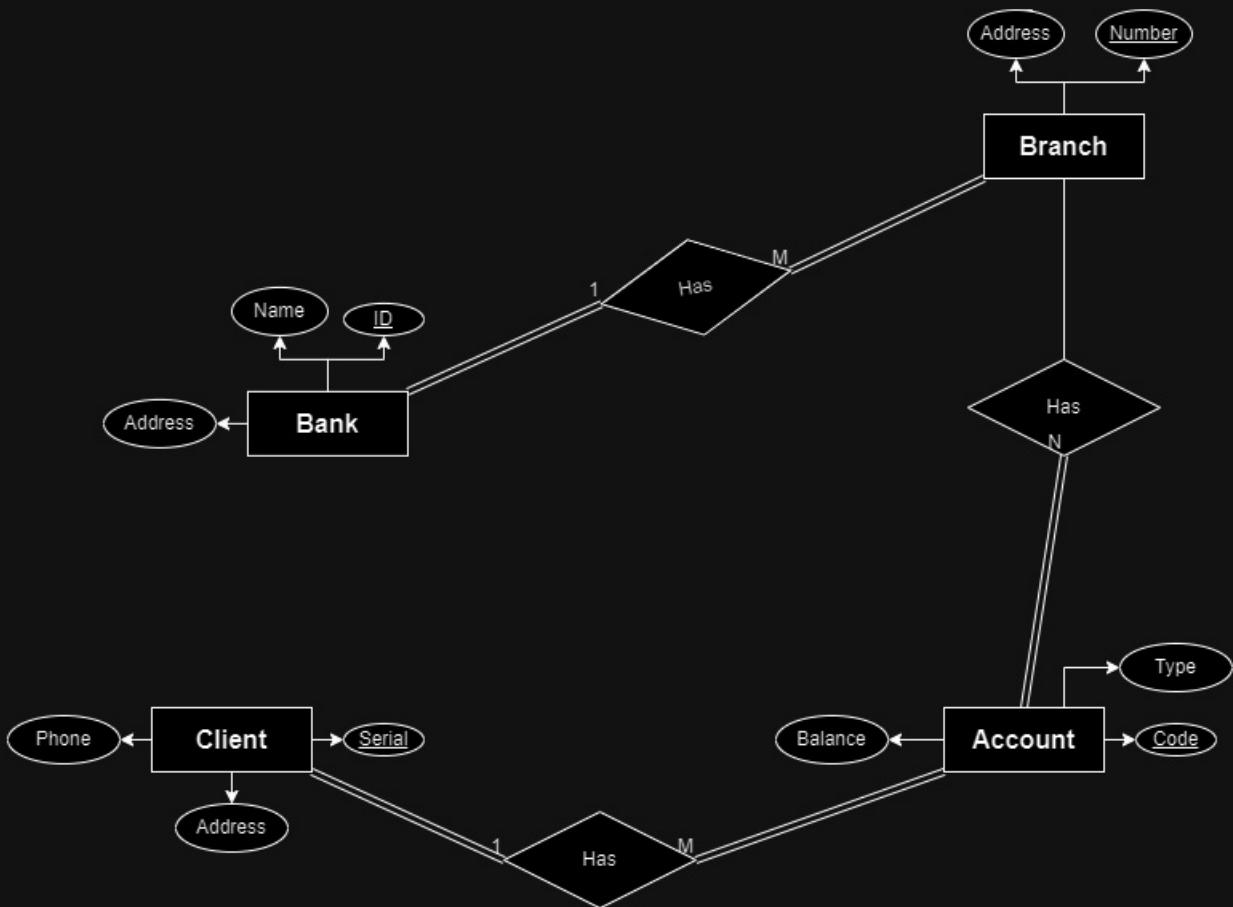 Address
Number
Branch
M
Has
1
Name
ID
Address
Bank
Has
N
Type
Phone
Client
Serial
Balance
Account
Code
Address
1
Has
M